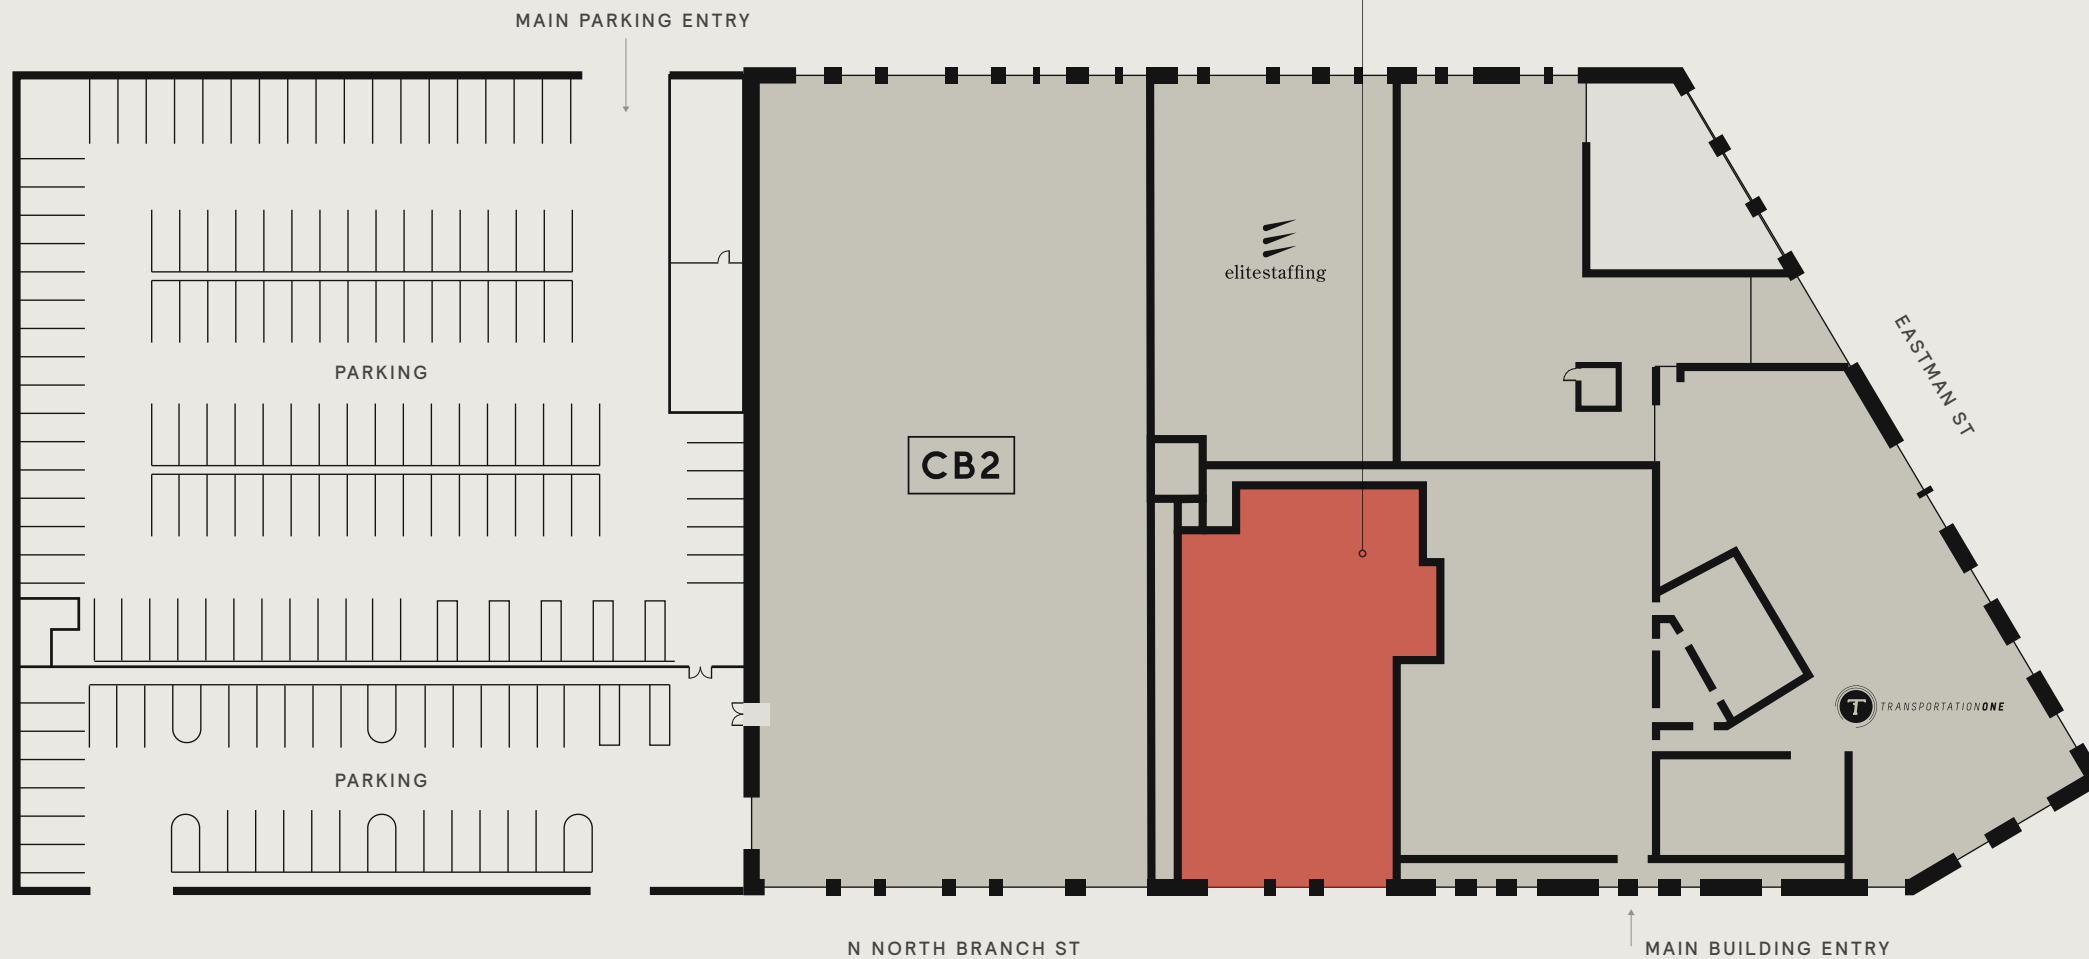 MAIN PARKING ENTRY
elitestaffing
EASTMAN ST
PARKING
CB2
T TRANSPORTATIONONE
PARKING
N NORTH BRANCH ST
MAIN BUILDING ENTRY